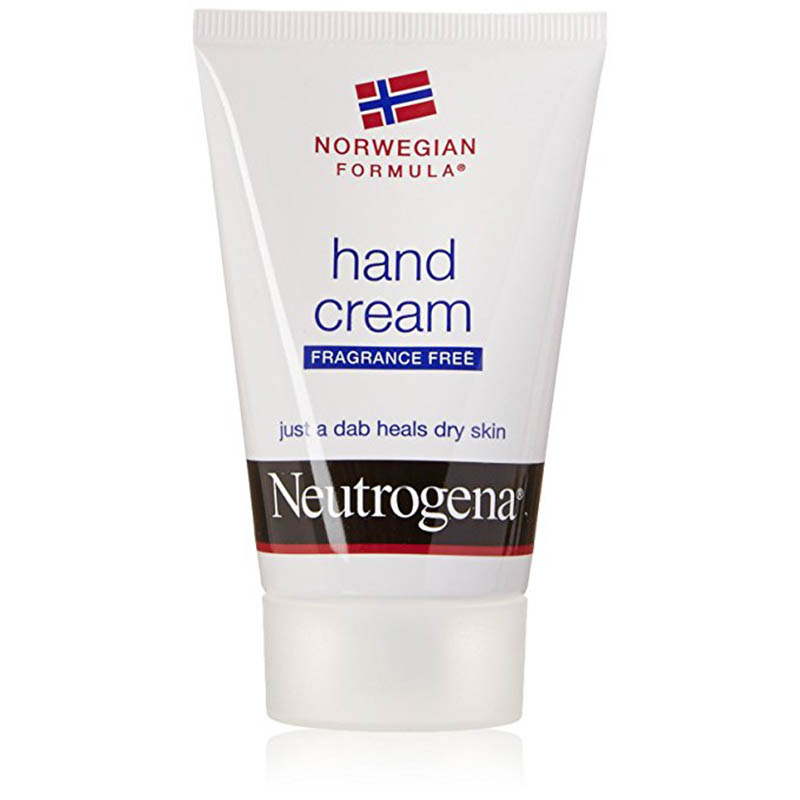 NORWEGIAN
FORMULA®
hand
cream
FRAGRANCE FREE
just a dab heals dry skin
Neutrogena®